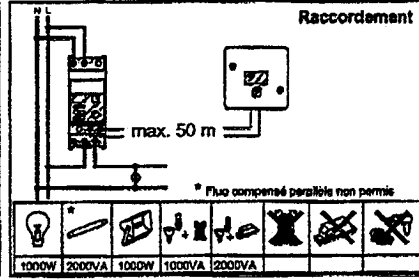 Raccordement
N L
max. 50 m
* Fluo compensé parallèle non permis
*
1000W 2000VA 1000W 1000VA 2000VA